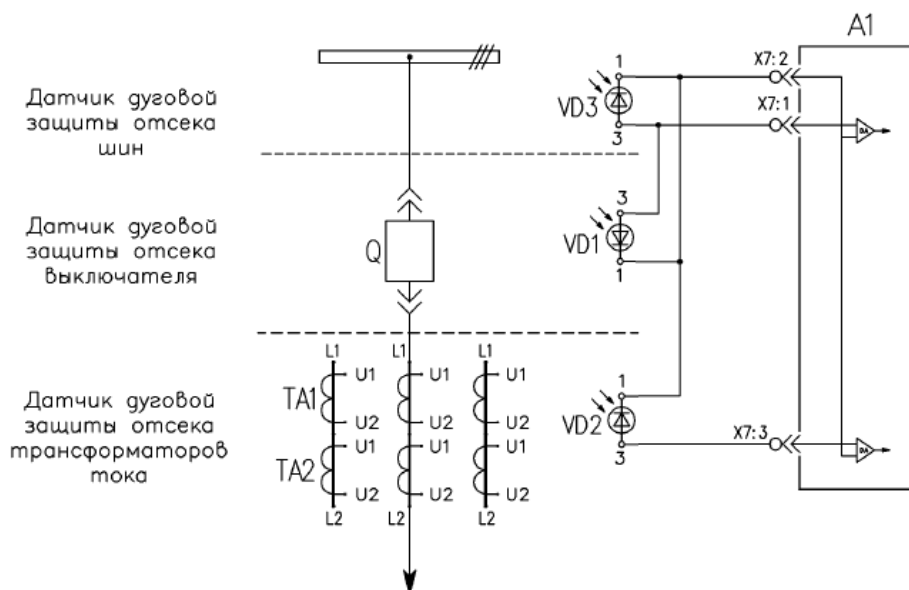 A1
Датчик дуговой
защиты отсека
шин
1
VD3
3
X7:2
X7:1
DA
Датчик дуговой
защиты отсека
выключателя
Q
3
VD1
1
Датчик дуговой
защиты отсека
трансформаторов
тока
L1 L1 L1
U1 U1 U1
TA1
U2 U2 U2
U1 U1 U1
TA2
U2 U2 U2
L2 L2 L2
1
VD2
3
X7:3
DA